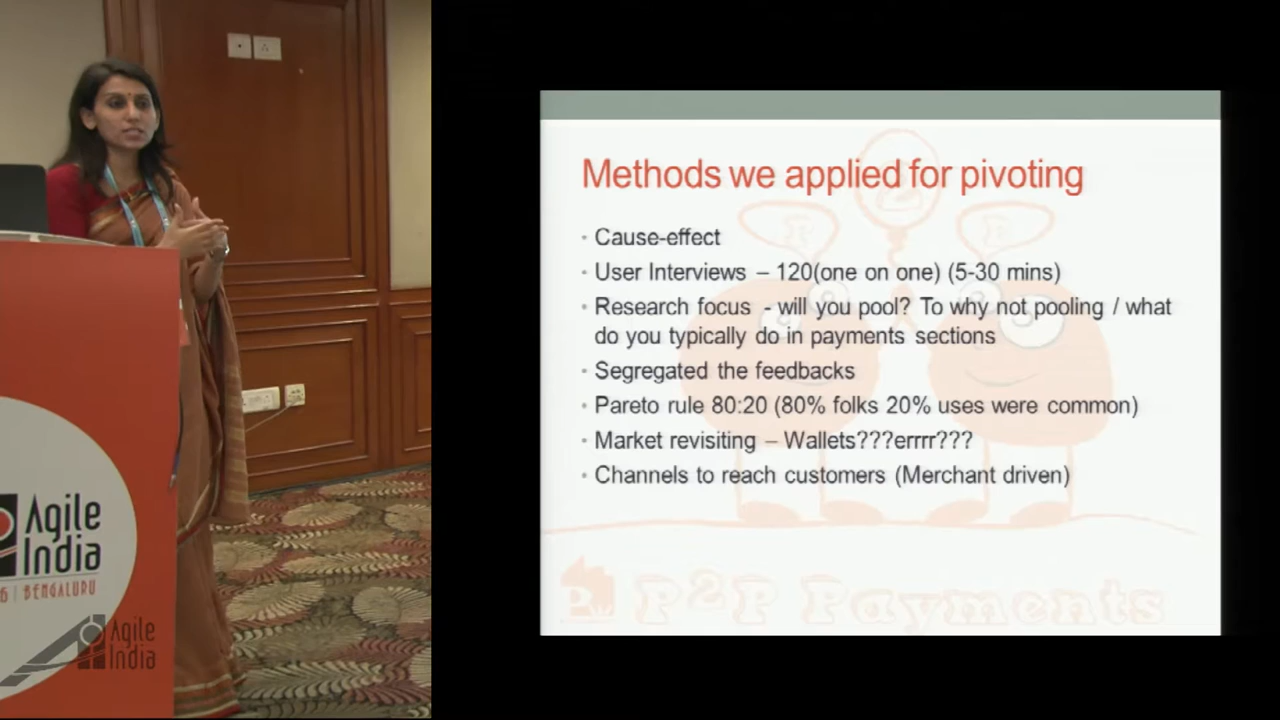 Methods we applied for pivoting
Cause-effect
User Interviews – 120(one on one) (5-30 mins)
Research focus - will you pool? To why not pooling / what
do you typically do in payments sections
Segregated the feedbacks
Pareto rule 80:20 (80% folks 20% uses were common)
Market revisiting – Wallets???errrr???
Channels to reach customers (Merchant driven)
P2P Payments
Agile
India
6 | BENGALURU
Agile
India